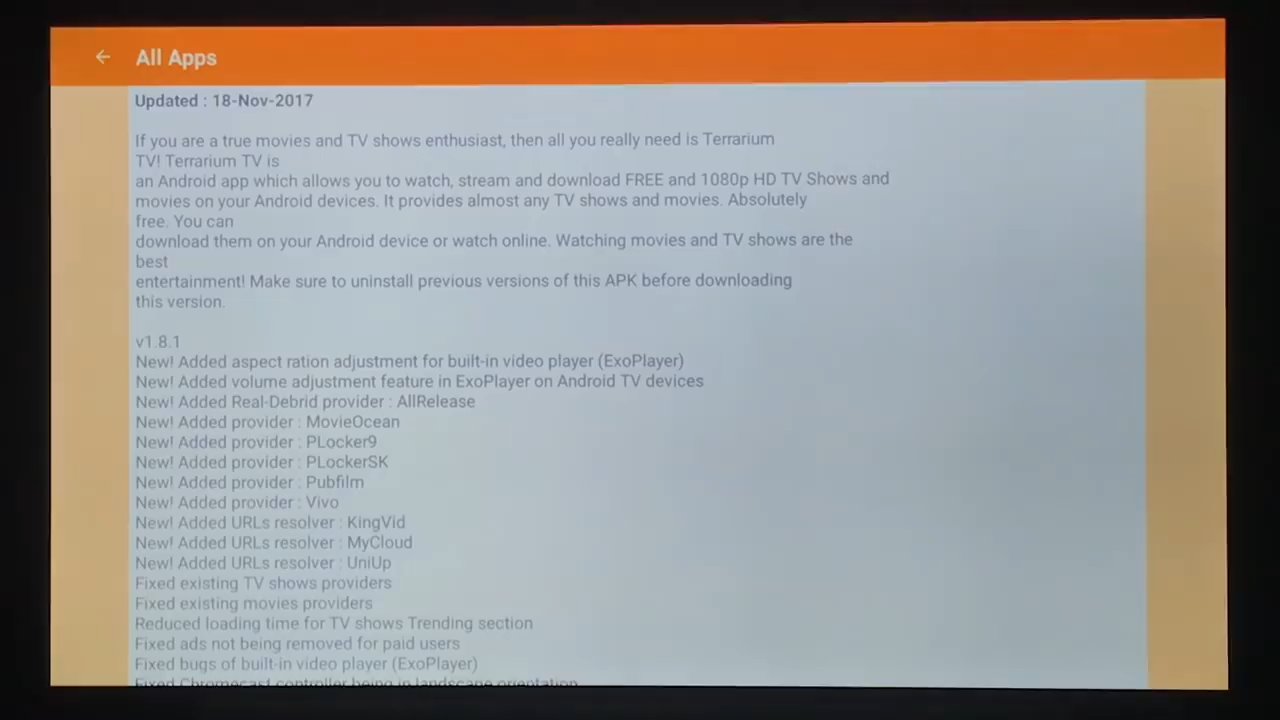 All Apps
Updated : 18-Nov-2017
If you are a true movies and TV shows enthusiast, then all you really need is Terrarium
TV! Terrarium TV is
an Android app which allows you to watch, stream and download FREE and 1080p HD TV Shows and
movies on your Android devices. It provides almost any TV shows and movies. Absolutely
free. You can
download them on your Android device or watch online. Watching movies and TV shows are the
best
entertainment! Make sure to uninstall previous versions of this APK before downloading
this version.
v1.8.1
New! Added aspect ration adjustment for built-in video player (ExoPlayer)
New! Added volume adjustment feature in ExoPlayer on Android TV devices
New! Added Real-Debrid provider : AllRelease
New! Added provider : MovieOcean
New! Added provider : PLocker9
New! Added provider : PLockerSK
New! Added provider : Pubfilm
New! Added provider : Vivo
New! Added URLs resolver : KingVid
New! Added URLs resolver : MyCloud
New! Added URLs resolver : UniUp
Fixed existing TV shows providers
Fixed existing movies providers
Reduced loading time for TV shows Trending section
Fixed ads not being removed for paid users
Fixed bugs of built-in video player (ExoPlayer)
Fixed Chromecast controller being in landscape orientation